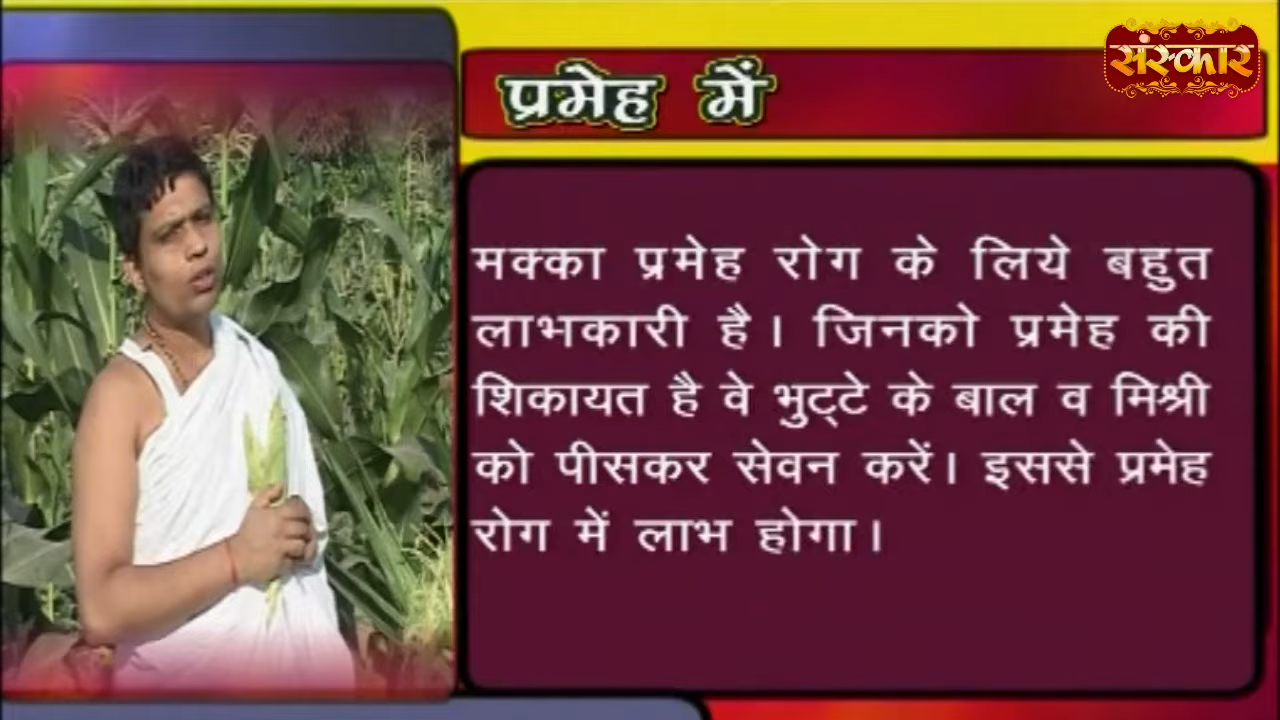 संस्कार
प्रमेह में
मक्का प्रमेह रोग के लिये बहुत
लाभकारी है। जिनको प्रमेह की
शिकायत है वे भुट्टे के बाल व मिश्री
को पीसकर सेवन करें। इससे प्रमेह
रोग में लाभ होगा।